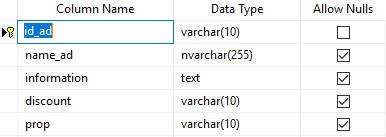 Column Name Data Type Allow Nulls
id_ad varchar(10)
name_ad nvarchar(255)
information text
discount varchar(10)
prop varchar(10)